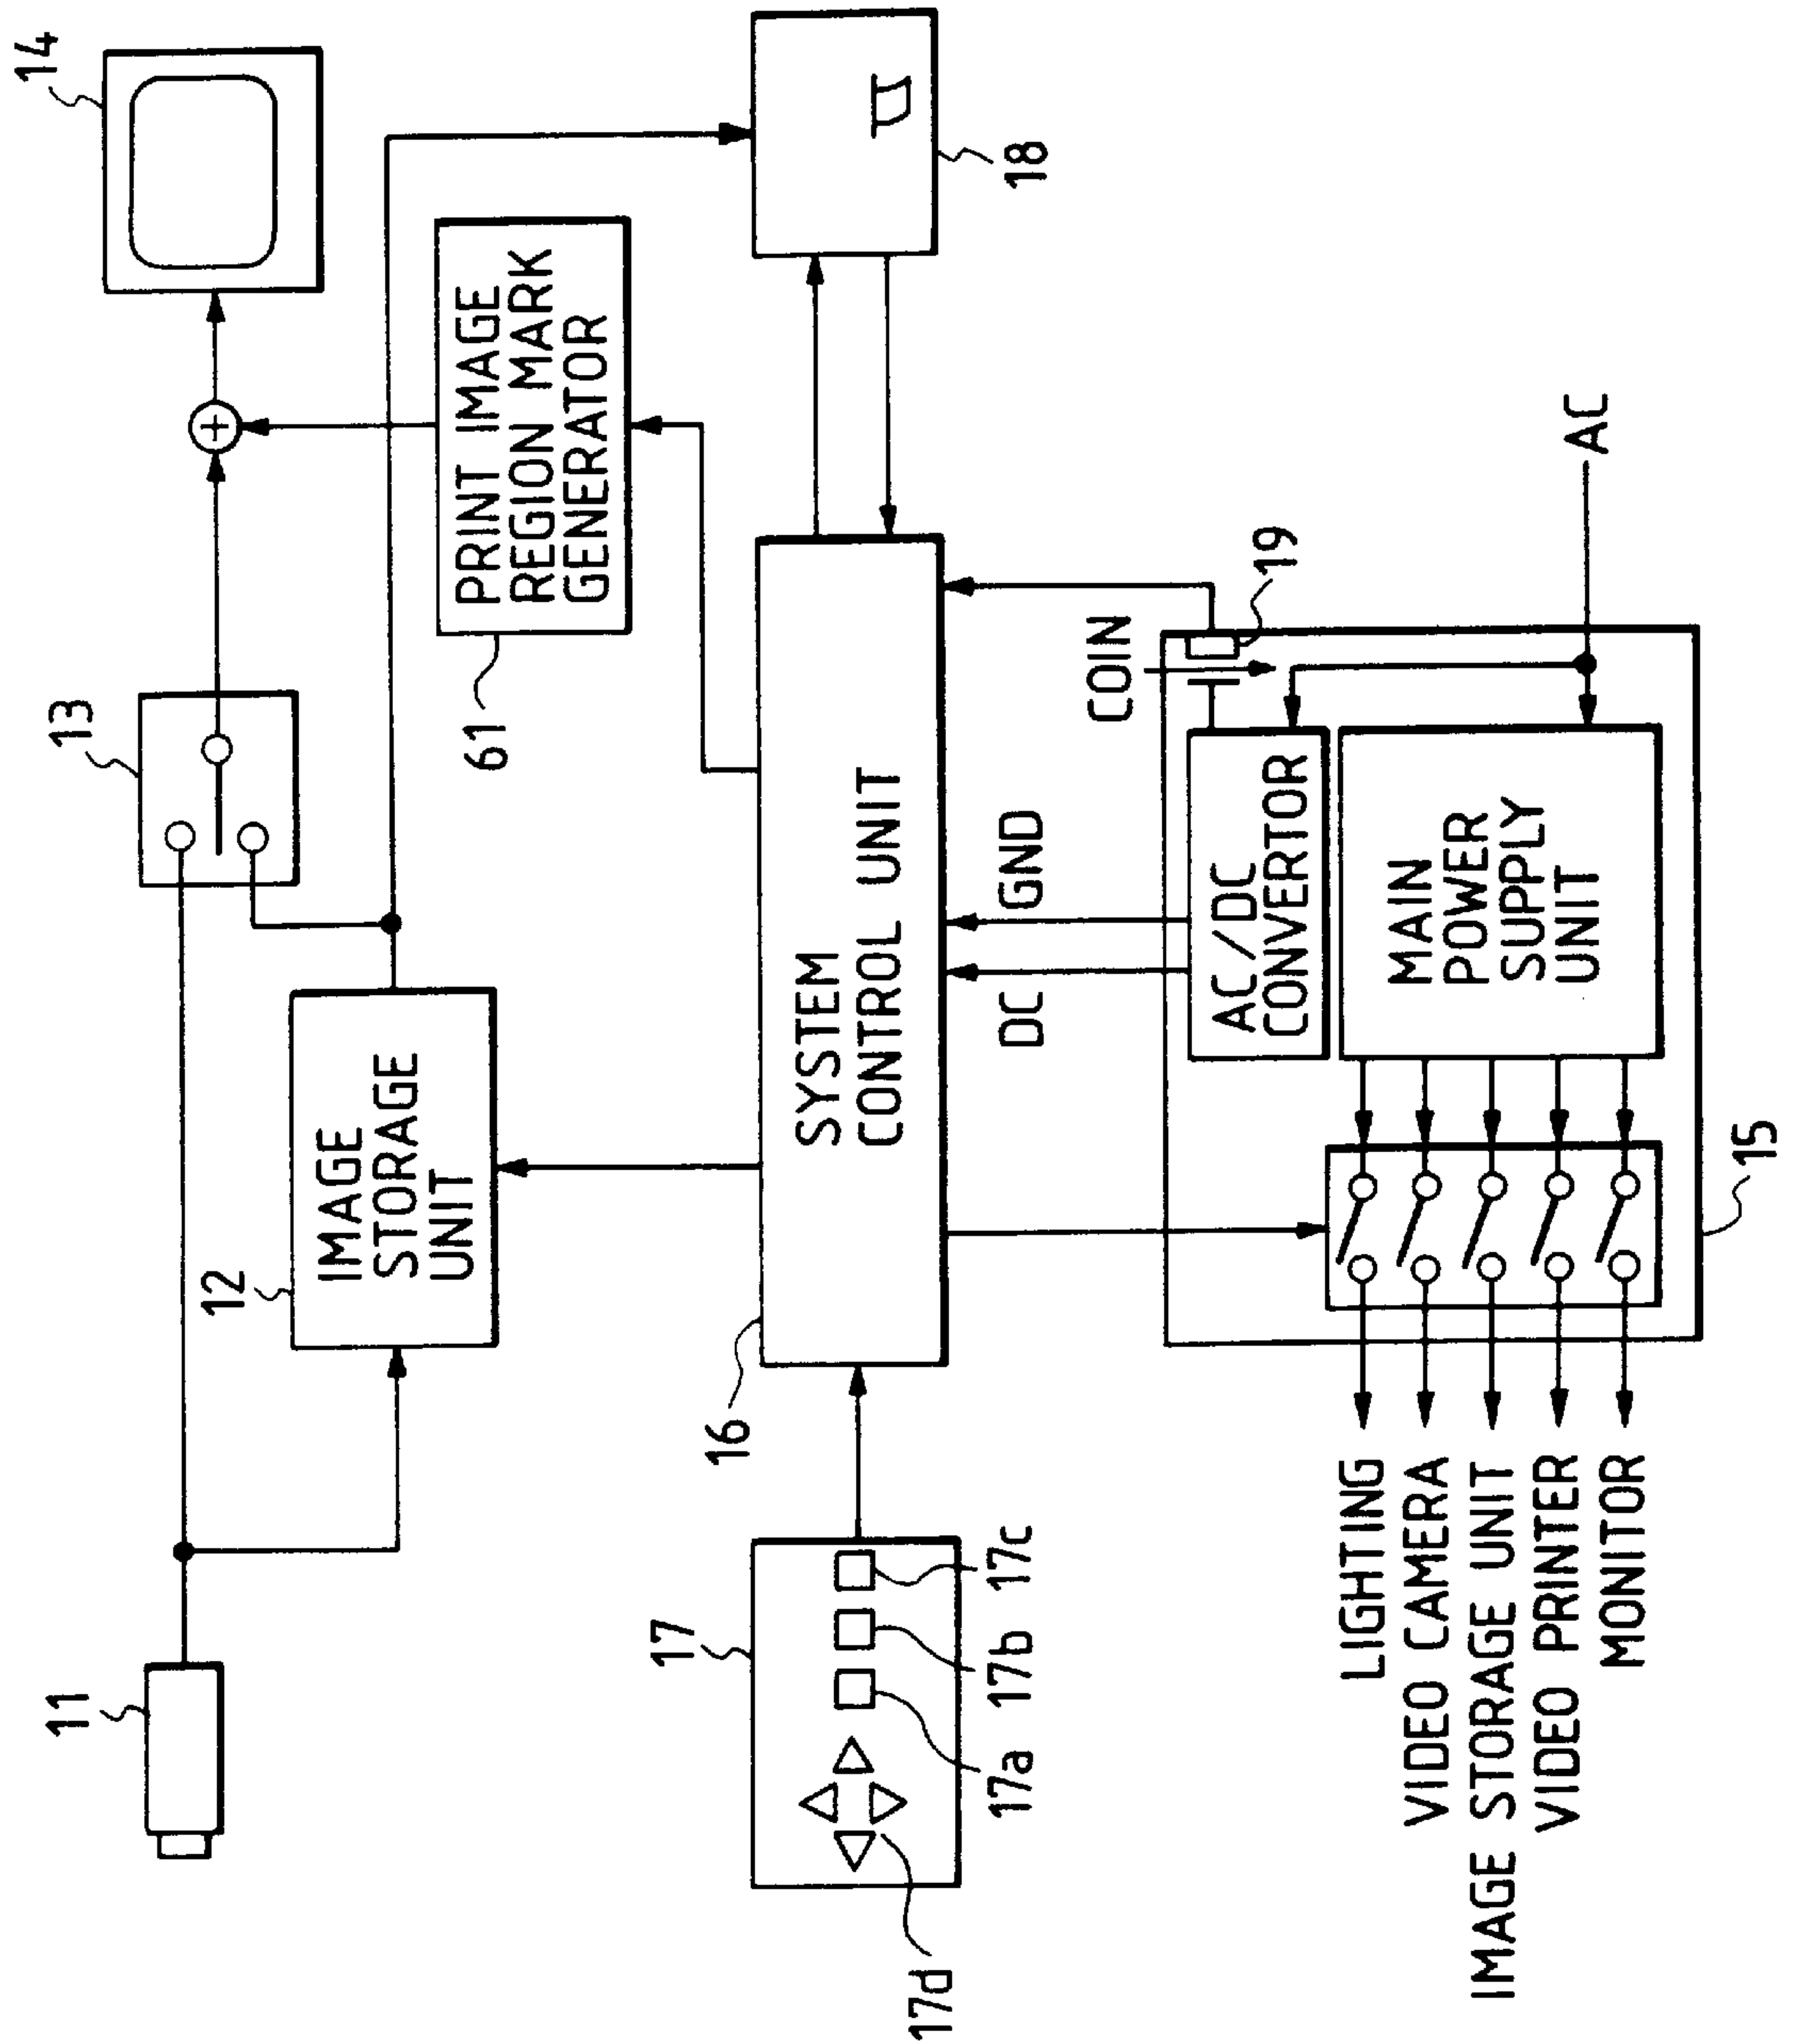 11
12
13
14
IMAGE
STORAGE
UNIT
61
PRINT IMAGE
REGION MARK
GENERATOR
17
16
SYSTEM
CONTROL UNIT
18
17d
17a
17b
17c
DC
GND
COIN
19
AC/DC
CONVERTOR
AC
MAIN
POWER
SUPPLY
UNIT
LIGHTING
VIDEO CAMERA
IMAGE STORAGE UNIT
VIDEO PRINTER
MONITOR
15